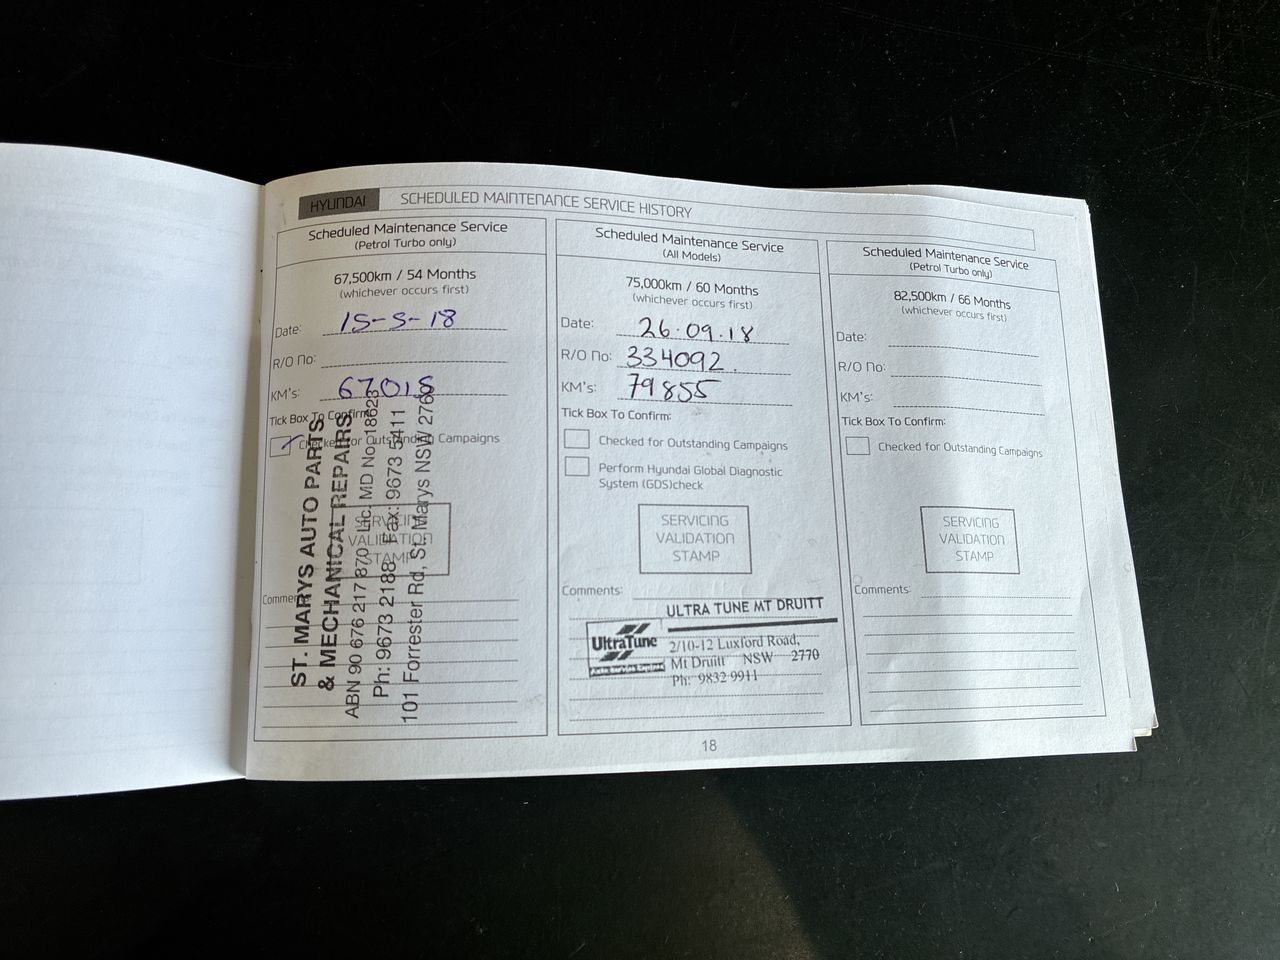 HYUNDAI SCHEDULED MAINTENANCE SERVICE HISTORY
Scheduled Maintenance Service
(Petrol Turbo only)
67,500km / 54 Months
(whichever occurs first)
Date: 15-5-18
R/O No:
KM's: 67015
Tick Box To Confirm:
Checked for Outstanding Campaigns
SERVICING
VALIDATION
STAMP
Comments:
ST. MARYS AUTO PARTS
& MECHANICAL REPAIRS
ABN 90 676 217 870 Lic. MD No. 18623
Ph: 9673 2188 Fax: 9673 5411
101 Forrester Rd, St. Marys NSW 2760
Scheduled Maintenance Service
(All Models)
75,000km / 60 Months
(whichever occurs first)
Date: 26.09.18
R/O No: 334092.
KM's: 79855
Tick Box To Confirm:
Checked for Outstanding Campaigns
Perform Hyundai Global Diagnostic
System (GDS)check
SERVICING
VALIDATION
STAMP
Comments:
ULTRA TUNE MT DRUITT
UltraTune
2/10-12 Luxford Road,
Mt Druitt NSW 2770
Ph: 9832 9911
Scheduled Maintenance Service
(Petrol Turbo only)
82,500km / 66 Months
(whichever occurs first)
Date:
R/O No:
KM's:
Tick Box To Confirm:
Checked for Outstanding Campaigns
SERVICING
VALIDATION
STAMP
Comments:
18